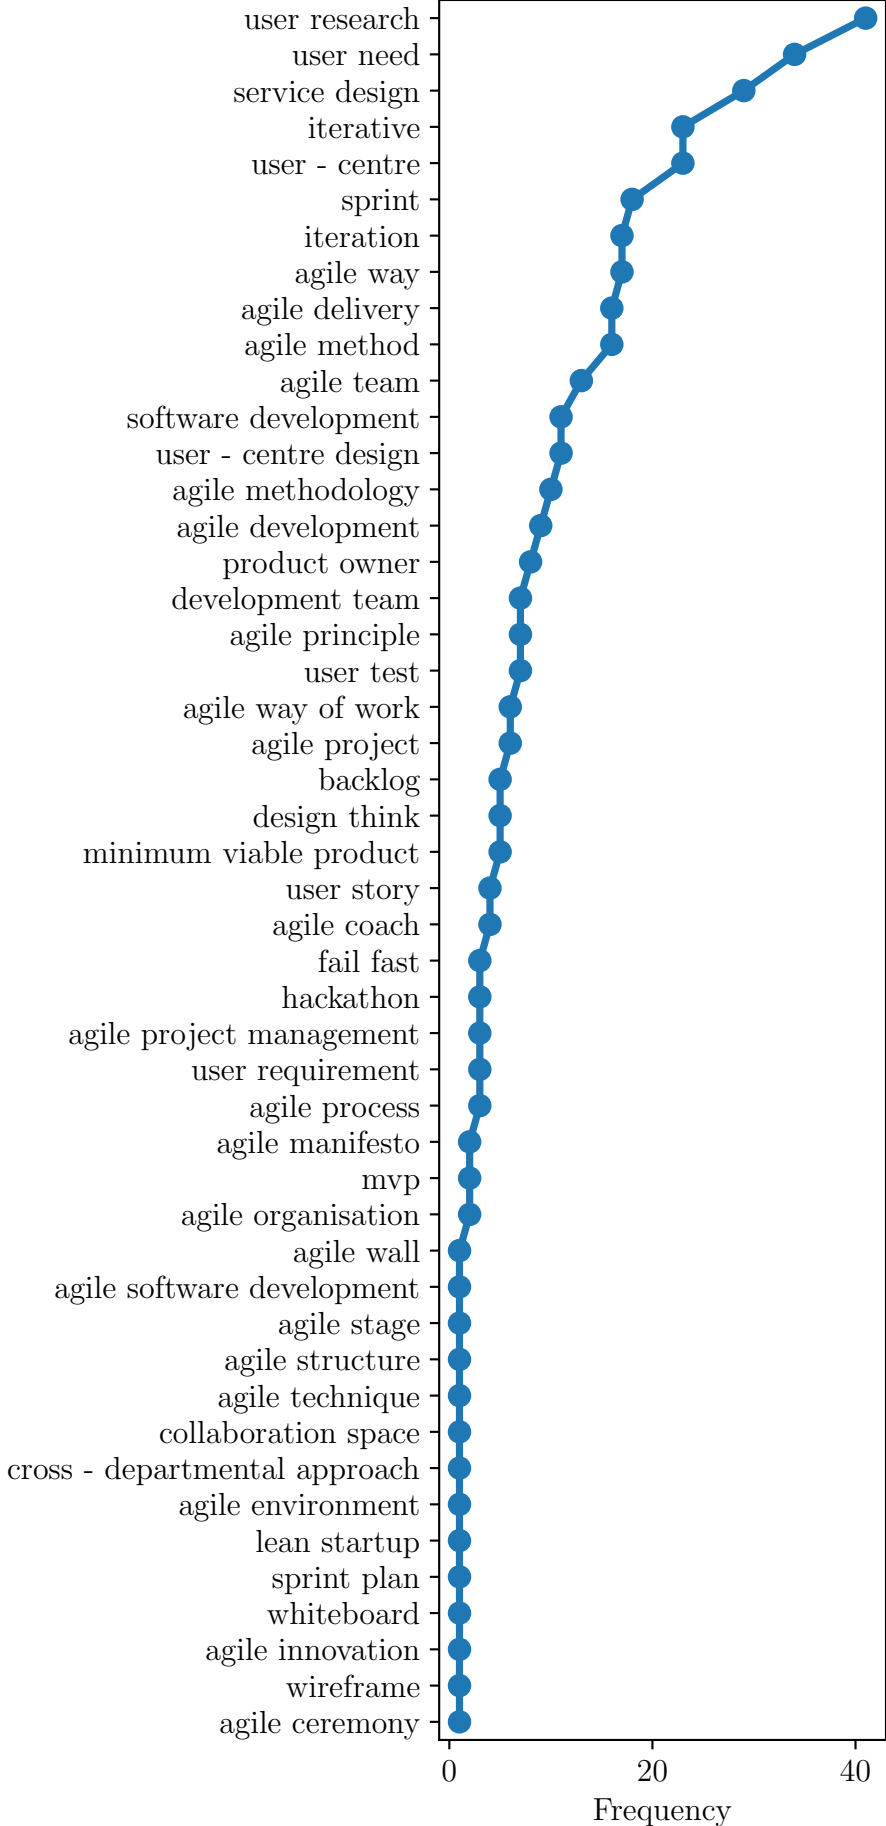 user research
user need
service design
iterative
user - centre
sprint
iteration
agile way
agile delivery
agile method
agile team
software development
user - centre design
agile methodology
agile development
product owner
development team
agile principle
user test
agile way of work
agile project
backlog
design think
minimum viable product
user story
agile coach
fail fast
hackathon
agile project management
user requirement
agile process
agile manifesto
mvp
agile organisation
agile wall
agile software development
agile stage
agile structure
agile technique
collaboration space
cross - departmental approach
agile environment
lean startup
sprint plan
whiteboard
agile innovation
wireframe
agile ceremony
0 20 40
Frequency